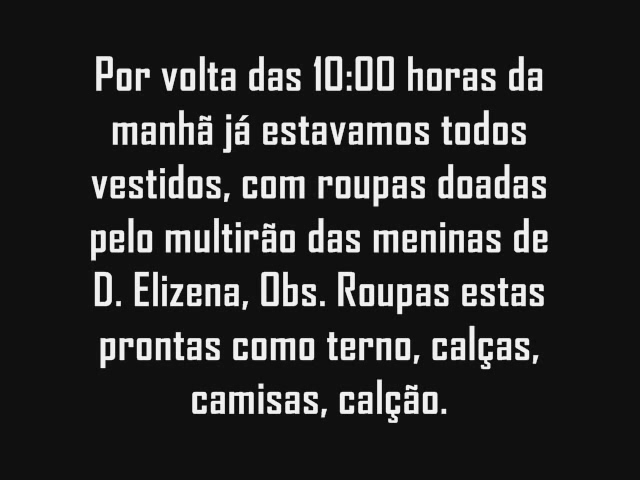 Por volta das 10:00 horas da
manhã já estavamos todos
vestidos, com roupas doadas
pelo multirão das meninas de
D. Elizena, Obs. Roupas estas
prontas como terno, calças,
camisas, calção.